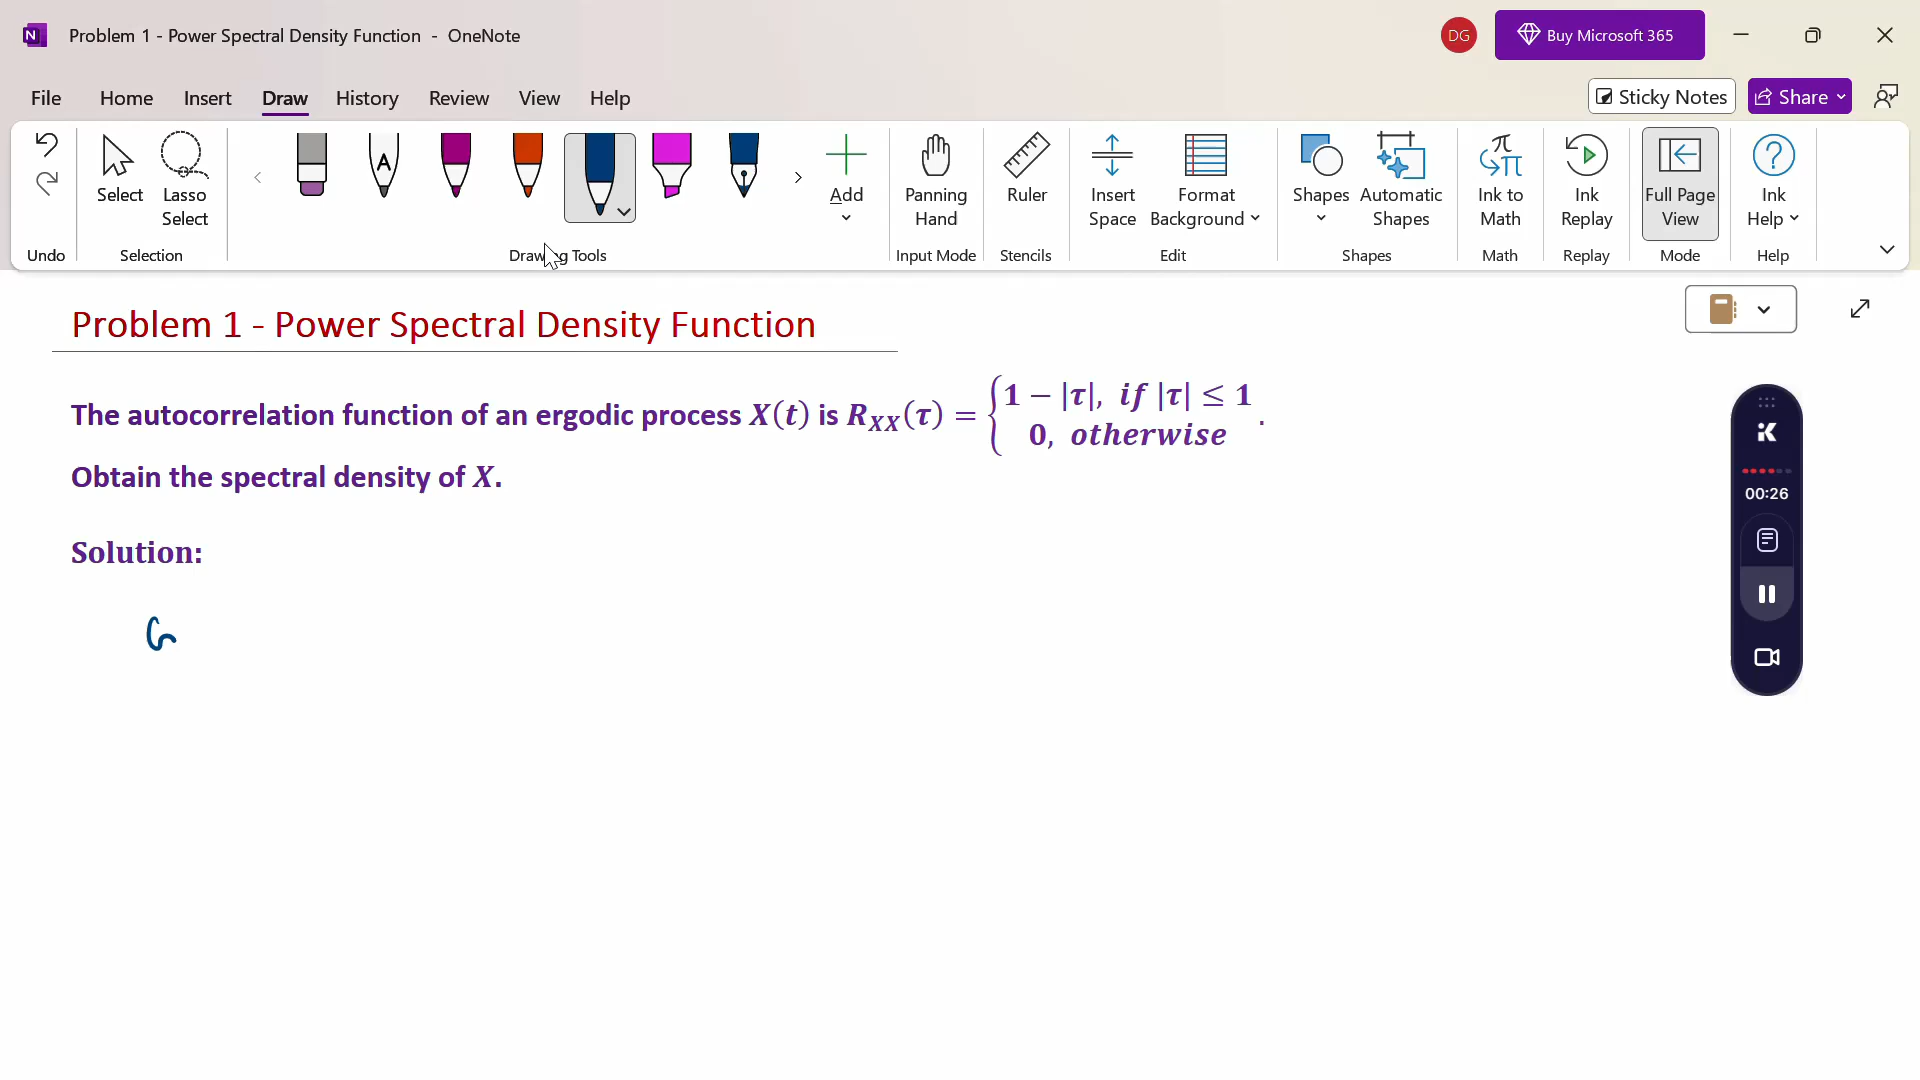 Problem 1 - Power Spectral Density Function - OneNote
DG
Buy Microsoft 365
File Home Insert Draw History Review View Help
Sticky Notes Share
A
Select
Lasso Select
Add
Panning Hand
Ruler
Insert Space
Format Background
Shapes
Automatic Shapes
Ink to Math
Ink Replay
Full Page View
Ink Help
Undo Selection Drawing Tools Input Mode Stencils Edit Shapes Math Replay Mode Help
Problem 1 - Power Spectral Density Function
The autocorrelation function of an ergodic process X(t) is R_XX(τ) = {1 − |τ|, if |τ| ≤ 1
0, otherwise .
Obtain the spectral density of X.
00:26
Solution: